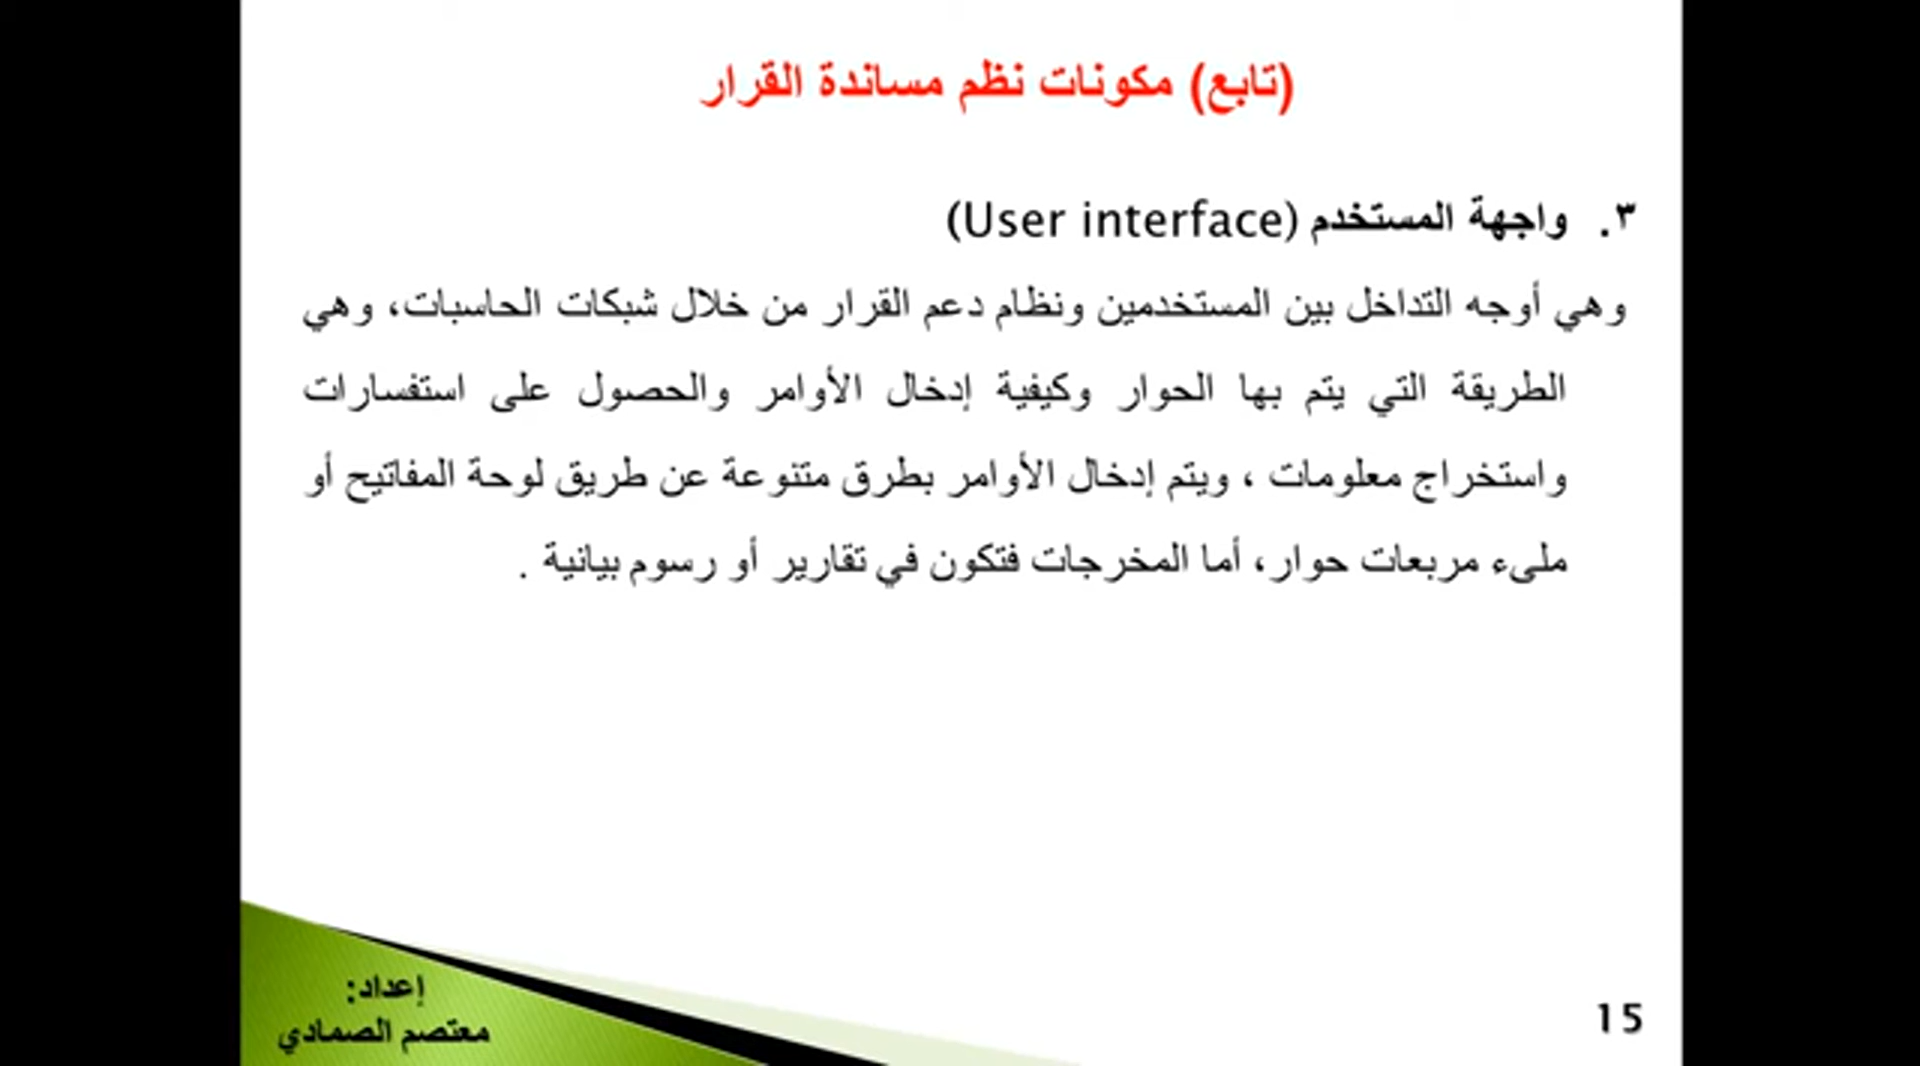 (تابع) مكونات نظم مساندة القرار
٣. واجهة المستخدم (User interface)
وهي أوجه التداخل بين المستخدمين ونظام دعم القرار من خلال شبكات الحاسبات، وهي
الطريقة التي يتم بها الحوار وكيفية إدخال الأوامر والحصول على استفسارات
واستخراج معلومات ، ويتم إدخال الأوامر بطرق متنوعة عن طريق لوحة المفاتيح أو
مليء مربعات حوار، أما المخرجات فتكون في تقارير أو رسوم بيانية .
إعداد:
معتصم الصمادي
15